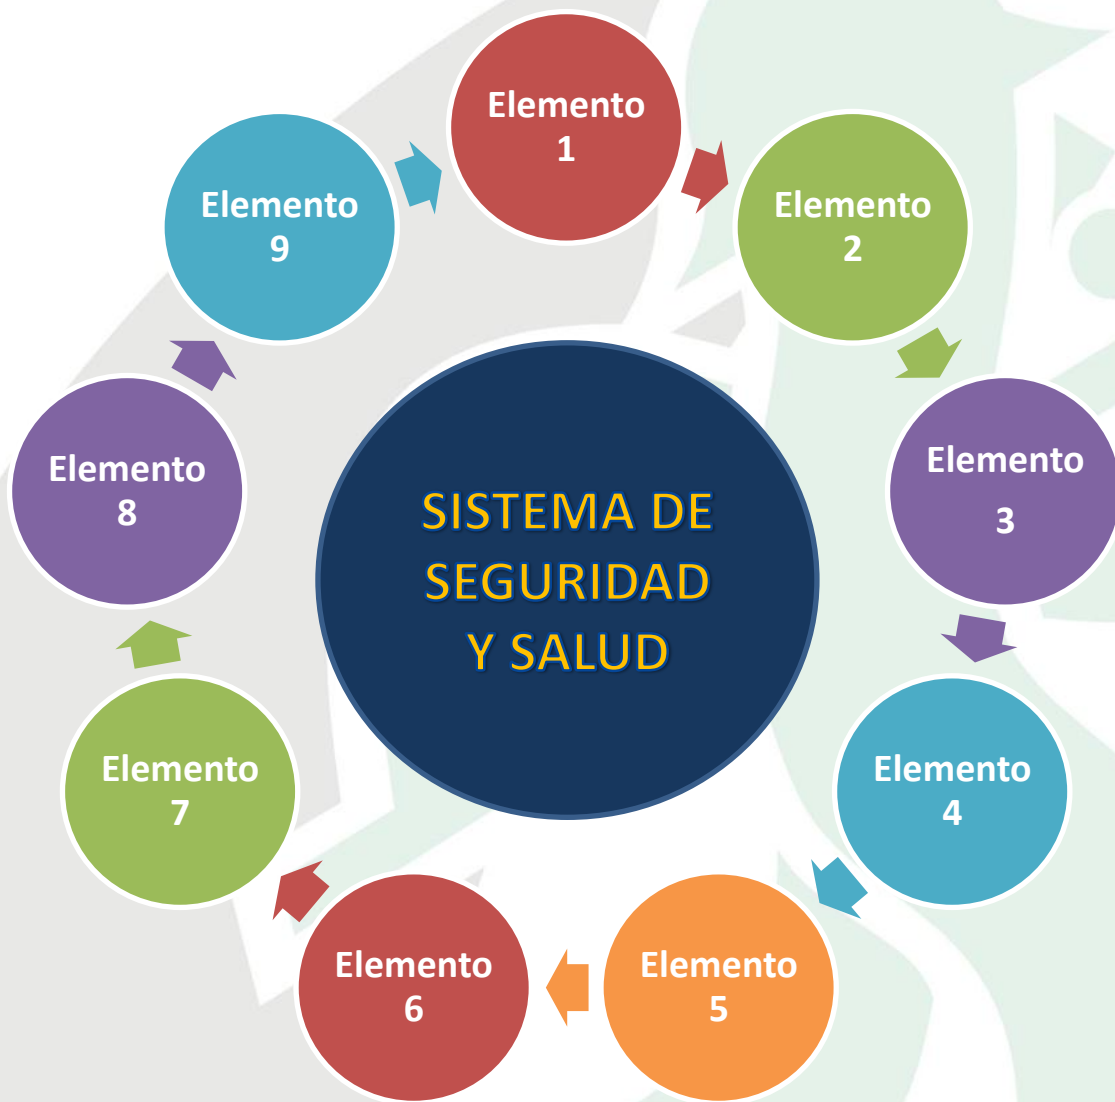 Elemento
1
Elemento
2
Elemento
3
Elemento
4
Elemento
5
Elemento
6
Elemento
7
Elemento
8
Elemento
9
SISTEMA DE
SEGURIDAD
Y SALUD